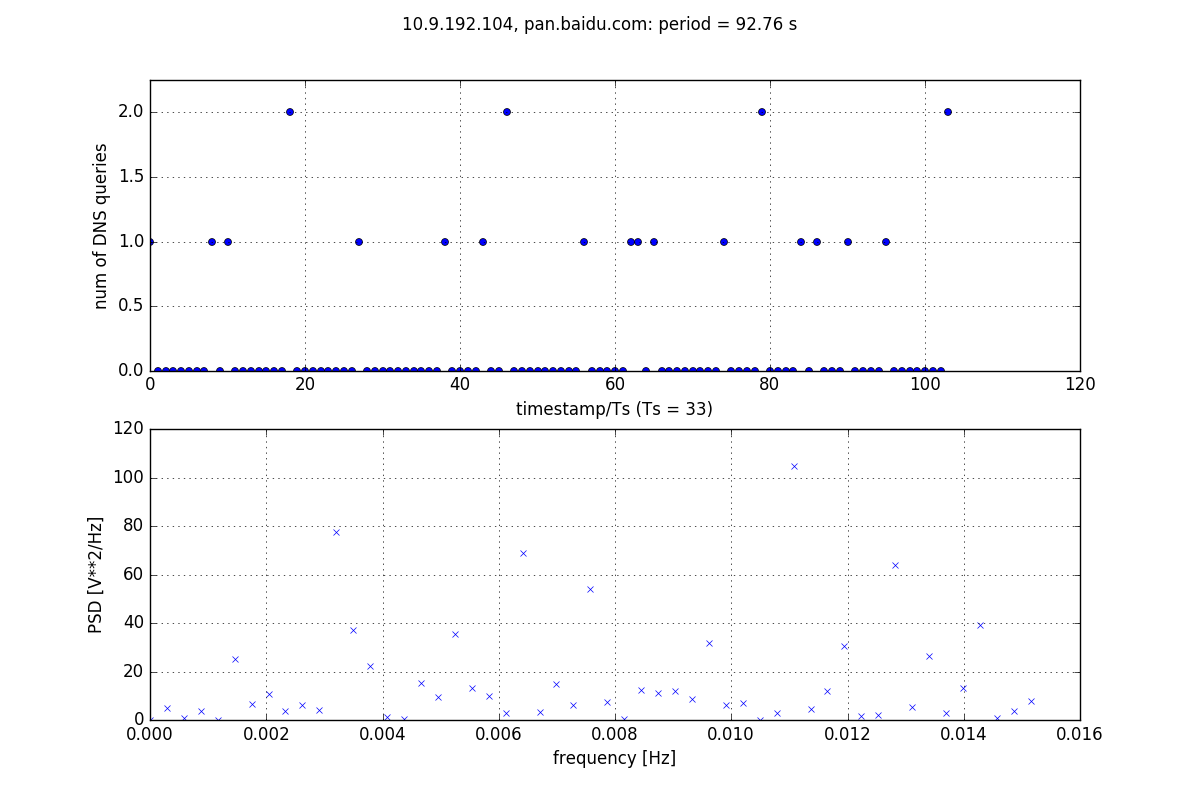 10.9.192.104, pan.baidu.com: period = 92.76 s
2.0
1.5
1.0
0.5
0.0
num of DNS queries
0 20 40 60 80 100 120
timestamp/Ts (Ts = 33)
120
100
80
60
40
20
0
PSD [V**2/Hz]
0.000 0.002 0.004 0.006 0.008 0.010 0.012 0.014 0.016
frequency [Hz]